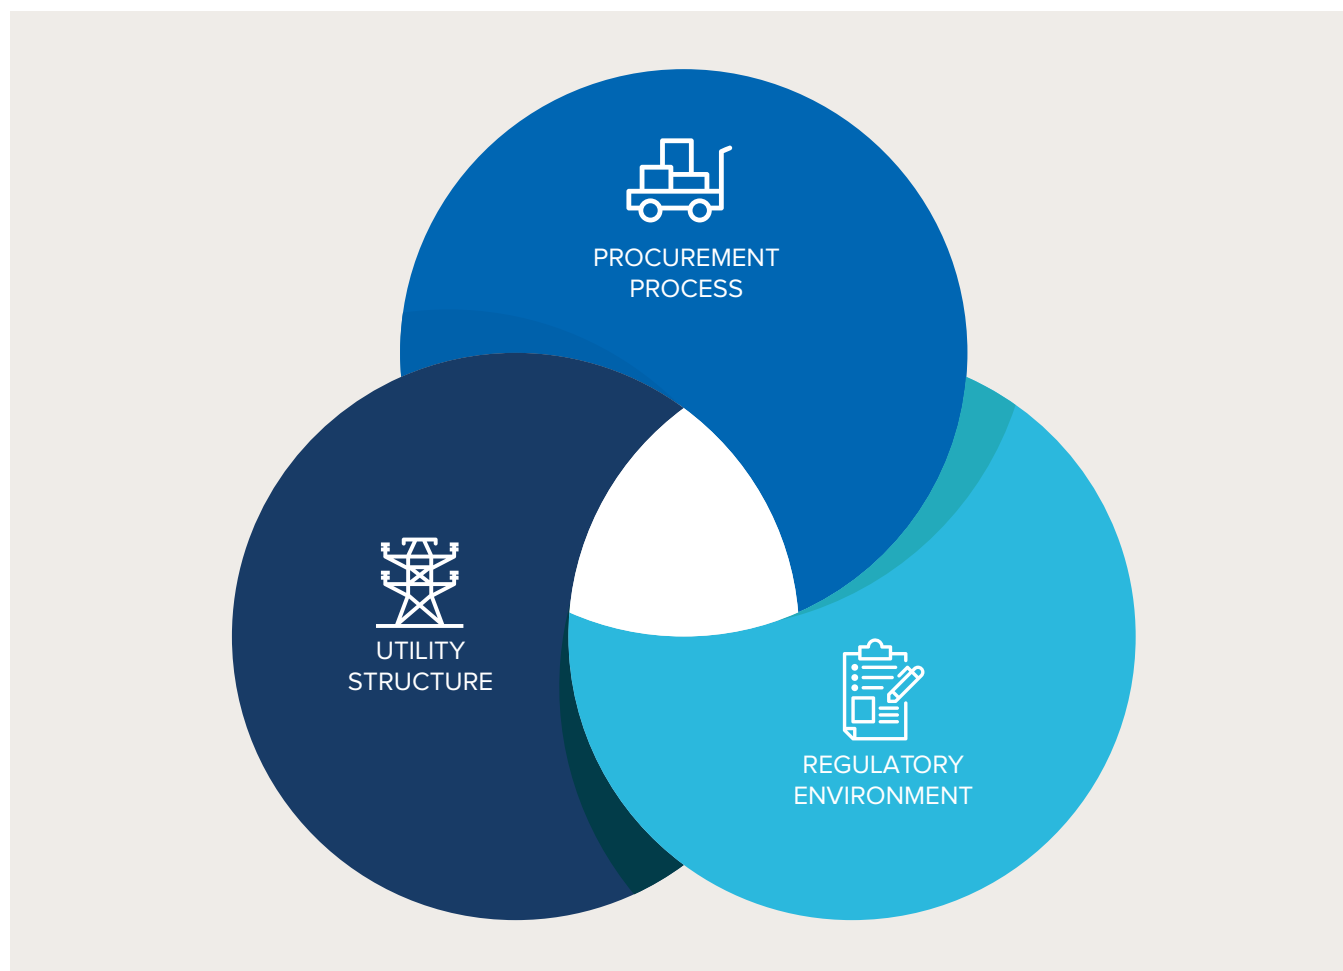 PROCUREMENT
PROCESS
UTILITY
STRUCTURE
REGULATORY
ENVIRONMENT